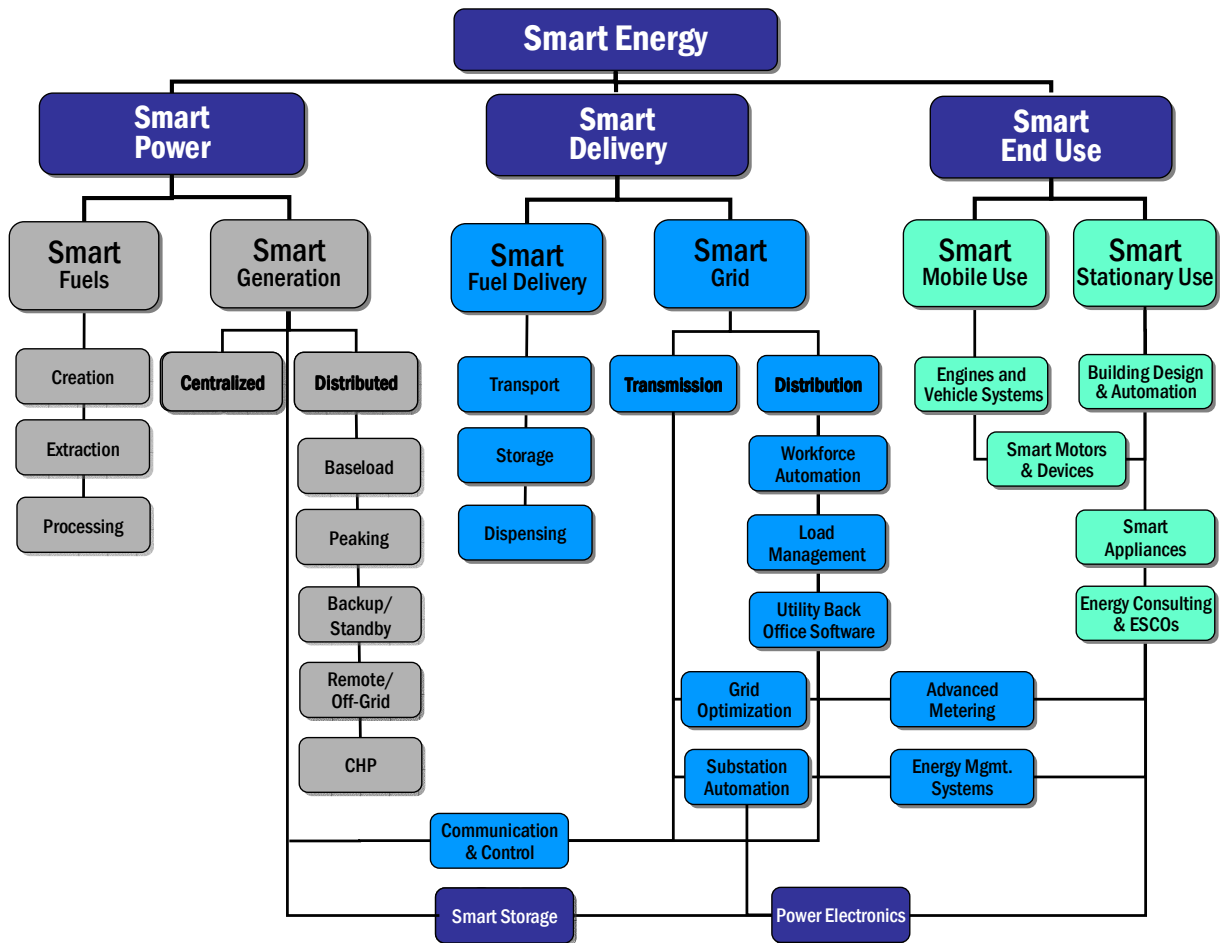 Smart Energy
Smart
Power
Smart
Delivery
Smart
End Use
Smart
Fuels
Smart
Generation
Smart
Fuel Delivery
Smart
Grid
Smart
Mobile Use
Smart
Stationary Use
Creation
Extraction
Processing
Centralized
Distributed
Baseload
Peaking
Backup/
Standby
Remote/
Off-Grid
CHP
Transport
Storage
Dispensing
Transmission
Distribution
Workforce
Automation
Load
Management
Utility Back
Office Software
Engines and
Vehicle Systems
Building Design
& Automation
Smart Motors
& Devices
Smart
Appliances
Energy Consulting
& ESCOs
Grid
Optimization
Advanced
Metering
Substation
Automation
Energy Mgmt.
Systems
Communication
& Control
Smart Storage
Power Electronics